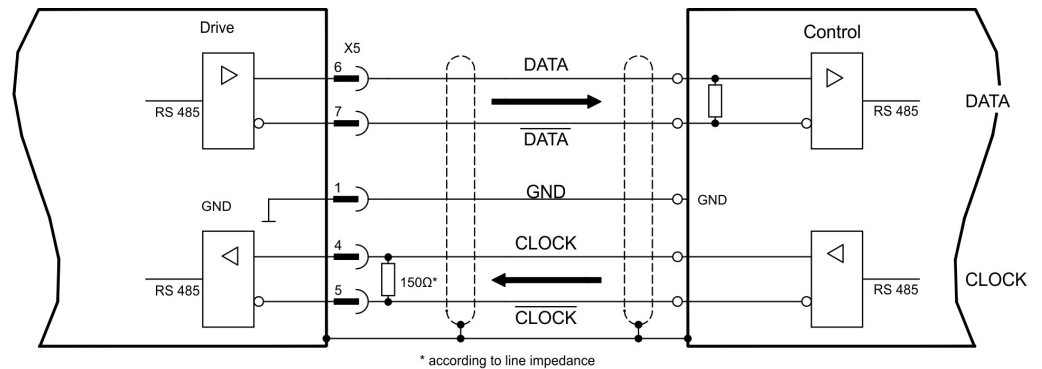 Drive
X5
Control
6
DATA
RS 485
RS 485
DATA
7
DATA
1
GND
GND
GND
4
CLOCK
RS 485
150Ω*
RS 485
CLOCK
5
CLOCK
* according to line impedance